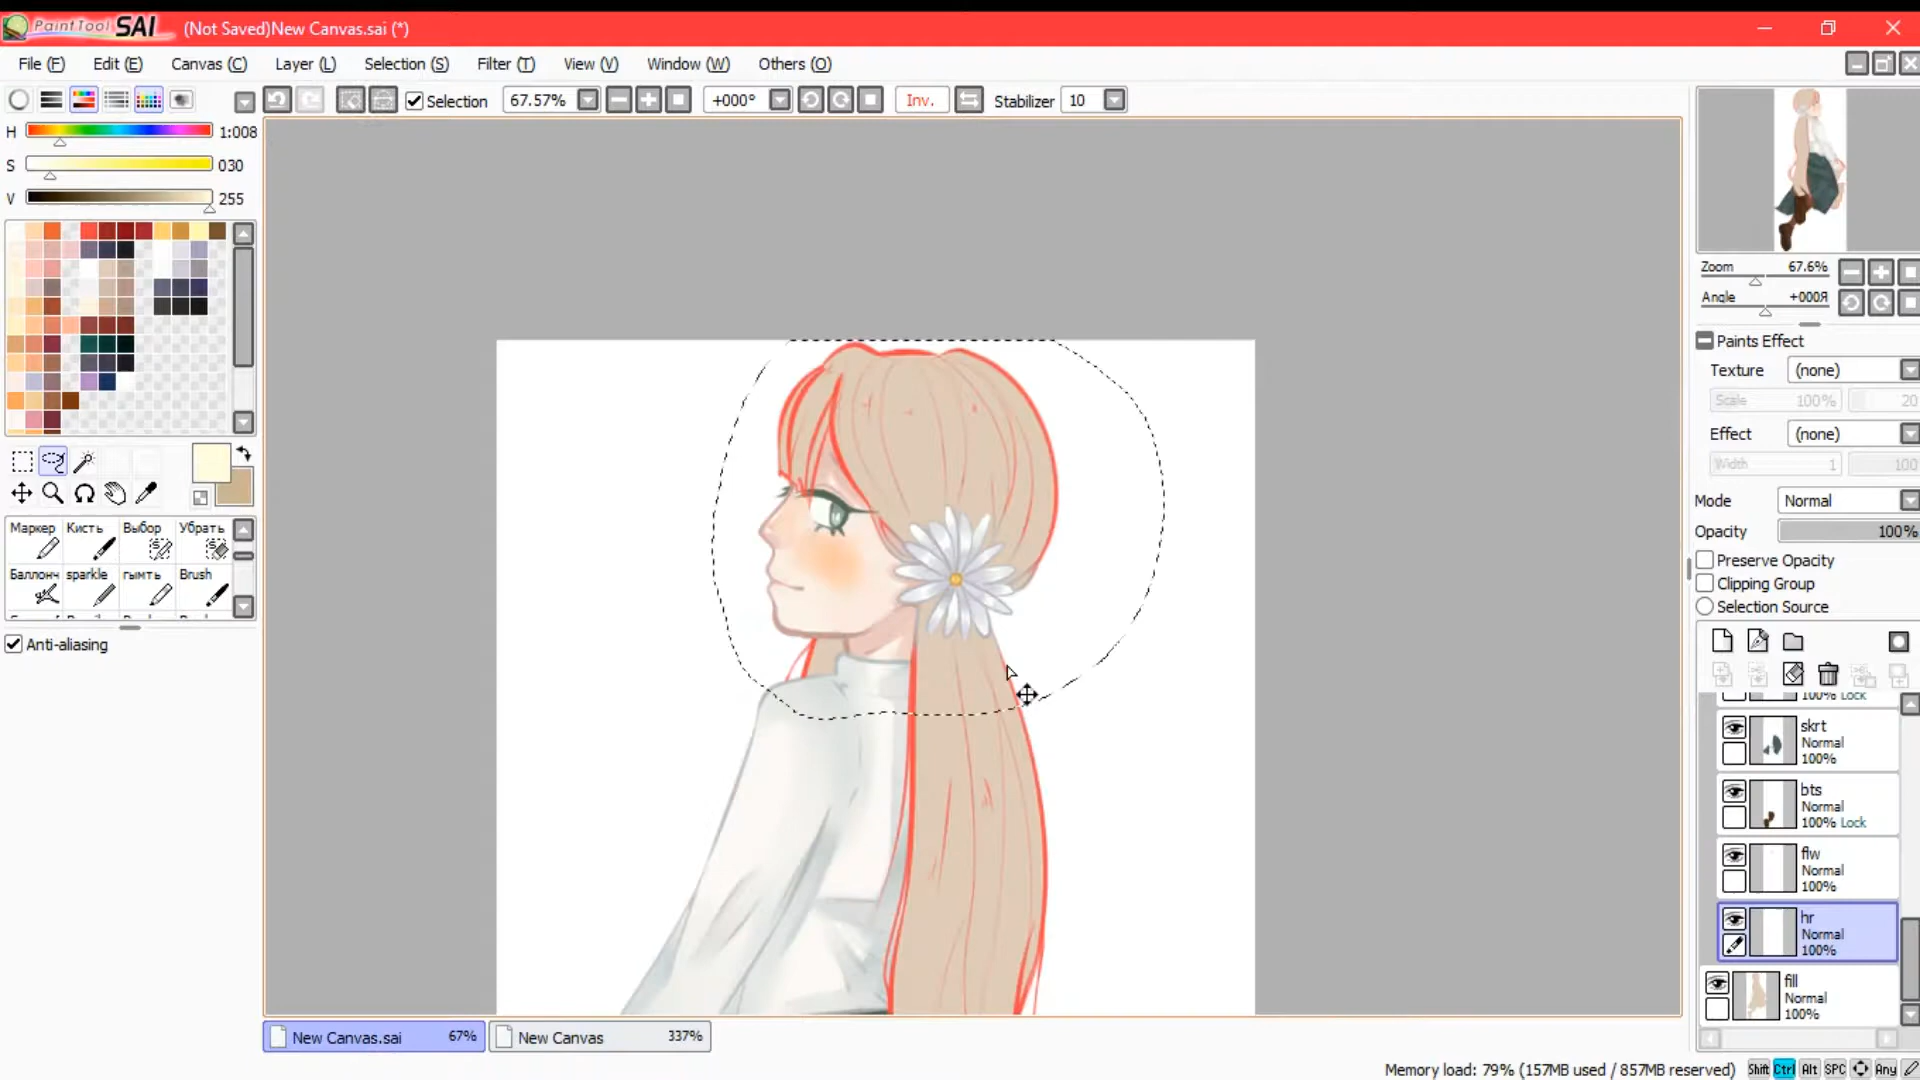 PaintTool SAI (Not Saved)New Canvas.sai (*)
File (F) Edit (E) Canvas (C) Layer (L) Selection (S) Filter (T) View (V) Window (W) Others (O)
Selection 67.57% +000° Inv. Stabilizer 10
H 1:008
S 030
V 255
Маркер Кисть Выбор Убрать
Баллонч sparkle гымть Brush
Anti-aliasing
Zoom 67.6%
Angle +000Я
Paints Effect
Texture (none)
Scale 100% 20
Effect (none)
Width 1 100
Mode Normal
Opacity 100%
Preserve Opacity
Clipping Group
Selection Source
100% Lock
skrt
Normal
100%
bts
Normal
100% Lock
flw
Normal
100%
hr
Normal
100%
fill
Normal
100%
New Canvas.sai 67% New Canvas 337%
Memory load: 79% (157MB used / 857MB reserved) Shift Ctrl Alt SPC Any